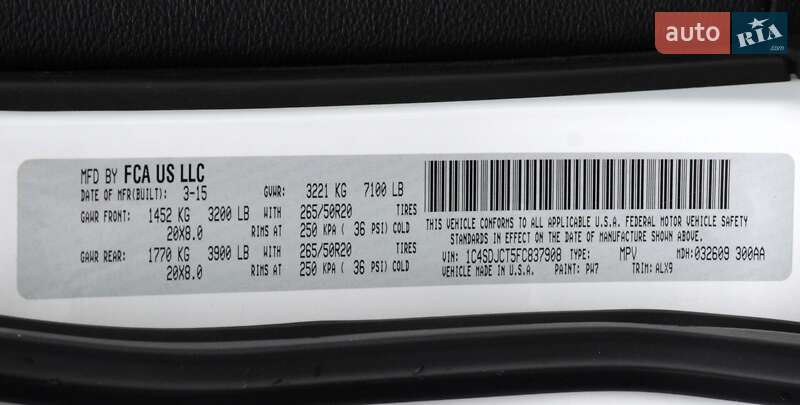 auto RIA.com
MFD BY FCA US LLC
DATE OF MFR(BUILT): 3-15 GVWR: 3221 KG 7100 LB
GAWR FRONT: 1452 KG 3200 LB WITH 265/50R20 TIRES
20X8.0 RIMS AT 250 KPA ( 36 PSI) COLD
GAWR REAR: 1770 KG 3900 LB WITH 265/50R20 TIRES
20X8.0 RIMS AT 250 KPA ( 36 PSI) COLD
THIS VEHICLE CONFORMS TO ALL APPLICABLE U.S.A. FEDERAL MOTOR VEHICLE SAFETY
STANDARDS IN EFFECT ON THE DATE OF MANUFACTURE SHOWN ABOVE.
VIN: 1C4SDJCT5FC837908 TYPE: MPV MDH: 032609 300AA
MADE IN U.S.A. PAINT: PW7 TRIM: ALX9